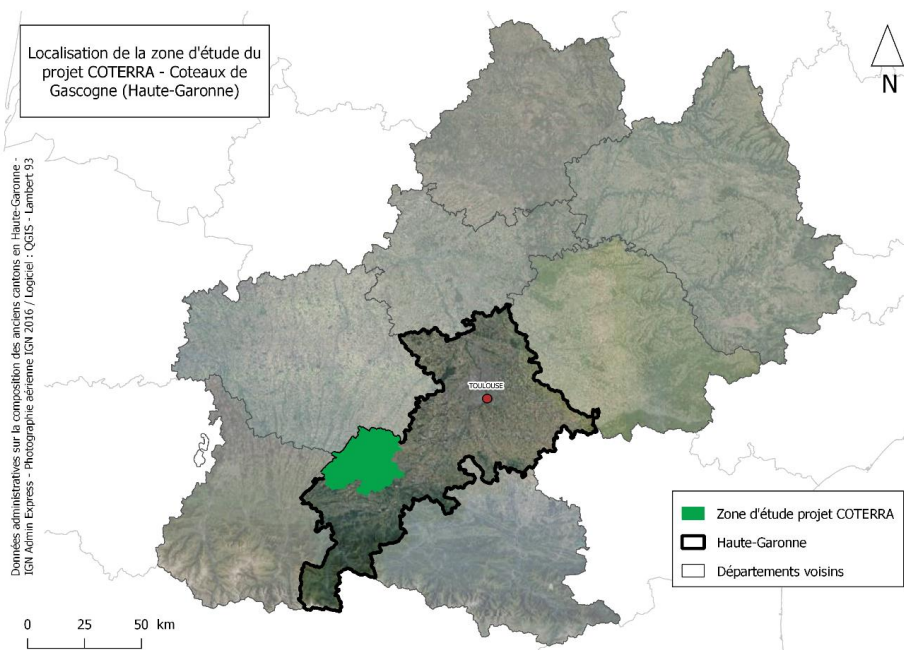 Localisation de la zone d'étude du
projet COTERRA - Coteaux de
Gascogne (Haute-Garonne)
N
Données administratives sur la composition des anciens cantons en Haute-Garonne -
IGN Admin Express - Photographie aérienne IGN 2016 / Logiciel : QGIS - Lambert 93
TOULOUSE
Zone d'étude projet COTERRA
Haute-Garonne
Départements voisins
0 25 50 km